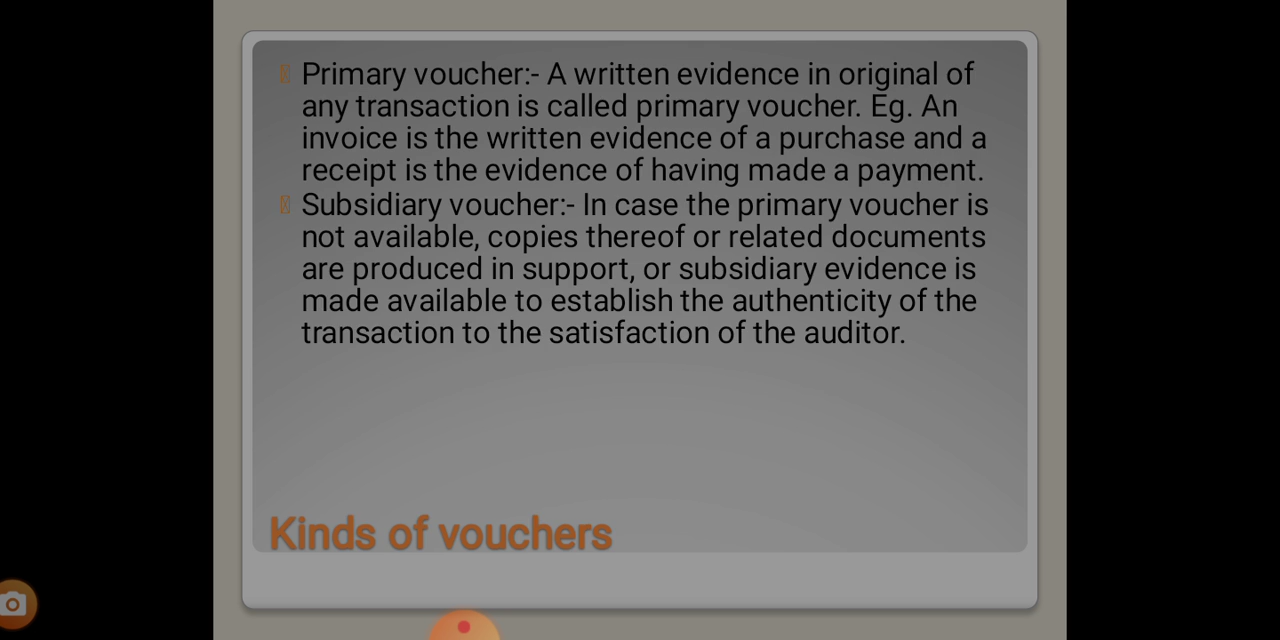 Primary voucher:- A written evidence in original of
any transaction is called primary voucher. Eg. An
invoice is the written evidence of a purchase and a
receipt is the evidence of having made a payment.
Subsidiary voucher:- In case the primary voucher is
not available, copies thereof or related documents
are produced in support, or subsidiary evidence is
made available to establish the authenticity of the
transaction to the satisfaction of the auditor.
Kinds of vouchers